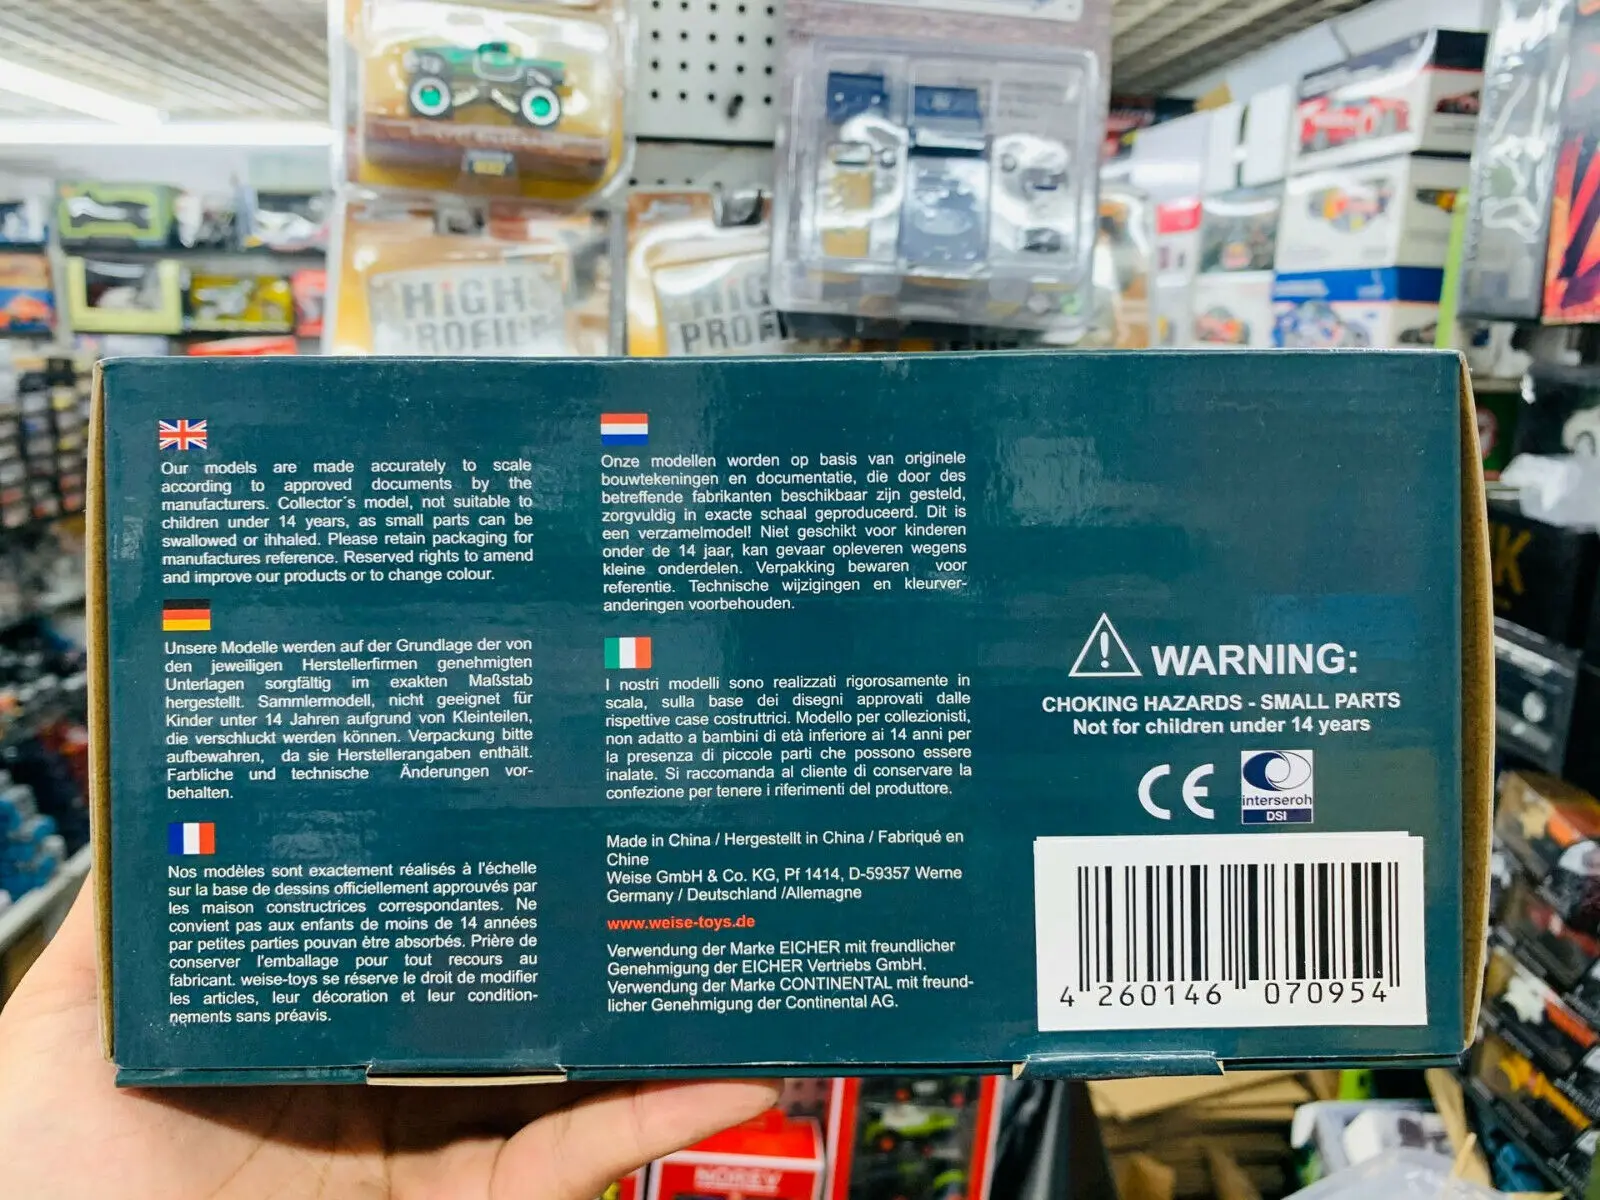 HIGH
PROFILE
HIG
PROFI
Our models are made accurately to scale
according to approved documents by the
manufacturers. Collector´s model, not suitable to
children under 14 years, as small parts can be
swallowed or ihhaled. Please retain packaging for
manufactures reference. Reserved rights to amend
and improve our products or to change colour.
Unsere Modelle werden auf der Grundlage der von
den jeweiligen Herstellerfirmen genehmigten
Unterlagen sorgfältig im exakten Maßstab
hergestellt. Sammlermodell, nicht geeignet für
Kinder unter 14 Jahren aufgrund von Kleinteilen,
die verschluckt werden können. Verpackung bitte
aufbewahren, da sie Herstellerangaben enthält.
Farbliche und technische Änderungen vor-
behalten.
Nos modèles sont exactement réalisés à l'échelle
sur la base de dessins officiellement approuvés par
les maison constructrices correspondantes. Ne
convient pas aux enfants de moins de 14 années
par petites parties pouvan ètre absorbés. Prière de
conserver l'emballage pour tout recours au
fabricant. weise-toys se réserve le droit de modifier
les articles, leur décoration et leur condition-
nements sans préavis.
Onze modellen worden op basis van originele
bouwtekeningen en documentatie, die door des
betreffende fabrikanten beschikbaar zijn gesteld,
zorgvuldig in exacte schaal geproduceerd. Dit is
een verzamelmodel! Niet geschikt voor kinderen
onder de 14 jaar, kan gevaar opleveren wegens
kleine onderdelen. Verpakking bewaren voor
referentie. Technische wijzigingen en kleurver-
anderingen voorbehouden.
I nostri modelli sono realizzati rigorosamente in
scala, sulla base dei disegni approvati dalle
rispettive case costruttrici. Modello per collezionisti,
non adatto a bambini di età inferiore ai 14 anni per
la presenza di piccole parti che possono essere
inalate. Si raccomanda al cliente di conservare la
confezione per tenere i riferimenti del produttore.
Made in China / Hergestellt in China / Fabriqué en
Chine
Weise GmbH & Co. KG, Pf 1414, D-59357 Werne
Germany / Deutschland /Allemagne
www.weise-toys.de
Verwendung der Marke EICHER mit freundlicher
Genehmigung der EICHER Vertriebs GmbH.
Verwendung der Marke CONTINENTAL mit freund-
licher Genehmigung der Continental AG.
WARNING:
CHOKING HAZARDS - SMALL PARTS
Not for children under 14 years
CE
interseroh
DSI
4 260146 070954
NOREV